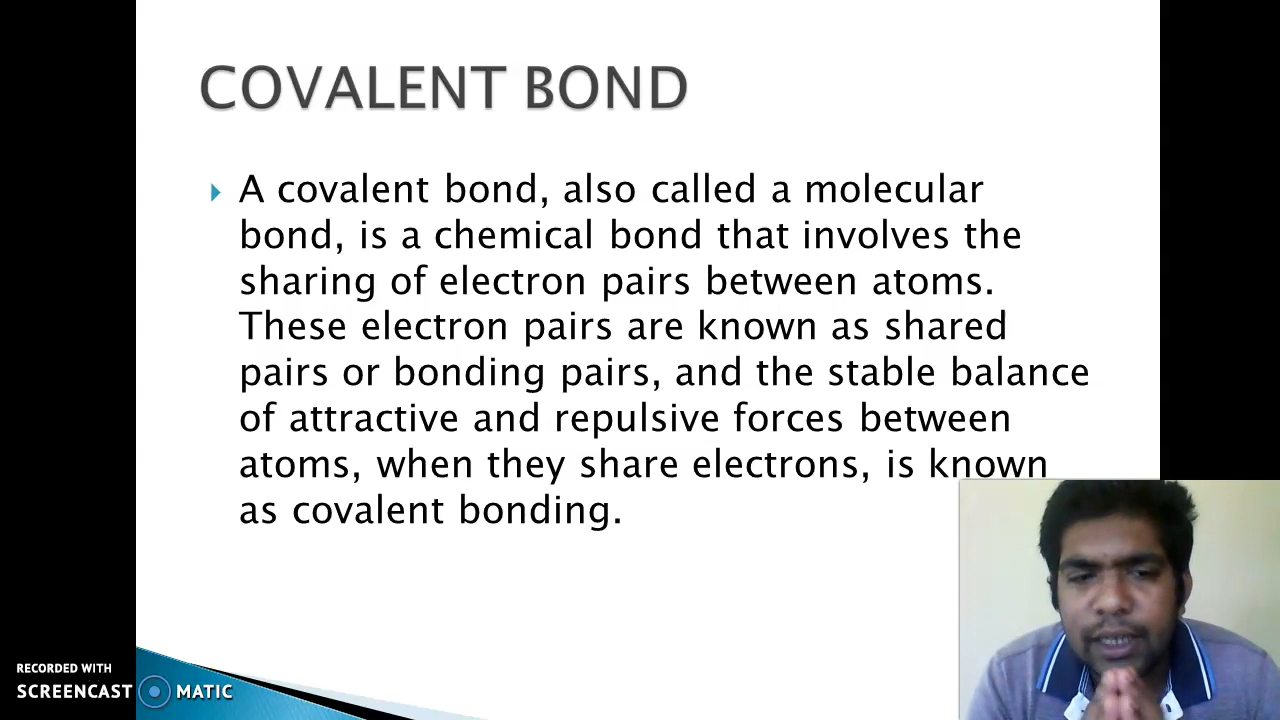 COVALENT BOND
A covalent bond, also called a molecular
bond, is a chemical bond that involves the
sharing of electron pairs between atoms.
These electron pairs are known as shared
pairs or bonding pairs, and the stable balance
of attractive and repulsive forces between
atoms, when they share electrons, is known
as covalent bonding.
RECORDED WITH
SCREENCAST MATIC